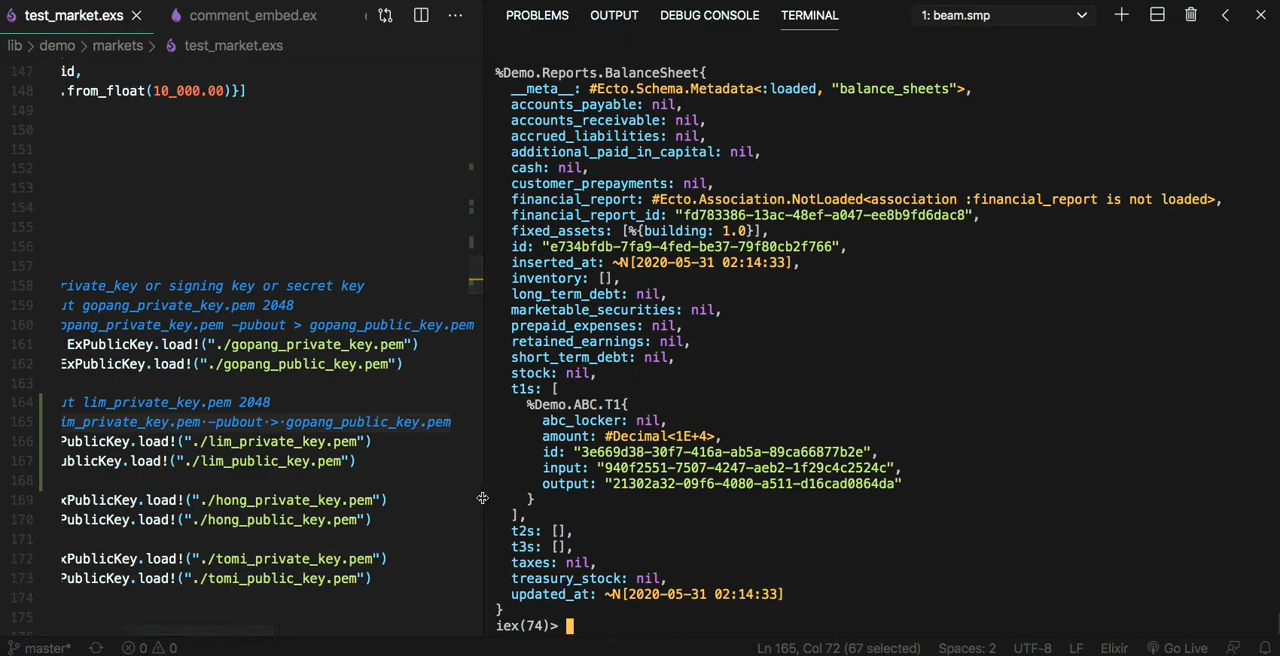 test_market.exs
comment_embed.ex
lib > demo > markets > test_market.exs
147 id,
148 .from_float(10_000.00)}]
149
150
151
152
153
154
155
156
157
158 rivate_key or signing key or secret key
159 ut gopang_private_key.pem 2048
160 opang_private_key.pem -pubout > gopang_public_key.pem
161 ExPublicKey.load!("./gopang_private_key.pem")
162 ExPublicKey.load!("./gopang_public_key.pem")
163
164 ut lim_private_key.pem 2048
165 im_private_key.pem·-pubout·>·gopang_public_key.pem
166 PublicKey.load!("./lim_private_key.pem")
167 ublicKey.load!("./lim_public_key.pem")
168
169 xPublicKey.load!("./hong_private_key.pem")
170 PublicKey.load!("./hong_public_key.pem")
171
172 xPublicKey.load!("./tomi_private_key.pem")
173 PublicKey.load!("./tomi_public_key.pem")
174
175
PROBLEMS OUTPUT DEBUG CONSOLE TERMINAL 1: beam.smp
%Demo.Reports.BalanceSheet{
__meta__: #Ecto.Schema.Metadata<:loaded, "balance_sheets">,
accounts_payable: nil,
accounts_receivable: nil,
accrued_liabilities: nil,
additional_paid_in_capital: nil,
cash: nil,
customer_prepayments: nil,
financial_report: #Ecto.Association.NotLoaded<association :financial_report is not loaded>,
financial_report_id: "fd783386-13ac-48ef-a047-ee8b9fd6dac8",
fixed_assets: [%{building: 1.0}],
id: "e734bfdb-7fa9-4fed-be37-79f80cb2f766",
inserted_at: ~N[2020-05-31 02:14:33],
inventory: [],
long_term_debt: nil,
marketable_securities: nil,
prepaid_expenses: nil,
retained_earnings: nil,
short_term_debt: nil,
stock: nil,
t1s: [
%Demo.ABC.T1{
abc_locker: nil,
amount: #Decimal<1E+4>,
id: "3e669d38-30f7-416a-ab5a-89ca66877b2e",
input: "940f2551-7507-4247-aeb2-1f29c4c2524c",
output: "21302a32-09f6-4080-a511-d16cad0864da"
}
],
t2s: [],
t3s: [],
taxes: nil,
treasury_stock: nil,
updated_at: ~N[2020-05-31 02:14:33]
}
iex(74)>
master* 0 0 Ln 165, Col 72 (67 selected) Spaces: 2 UTF-8 LF Elixir Go Live